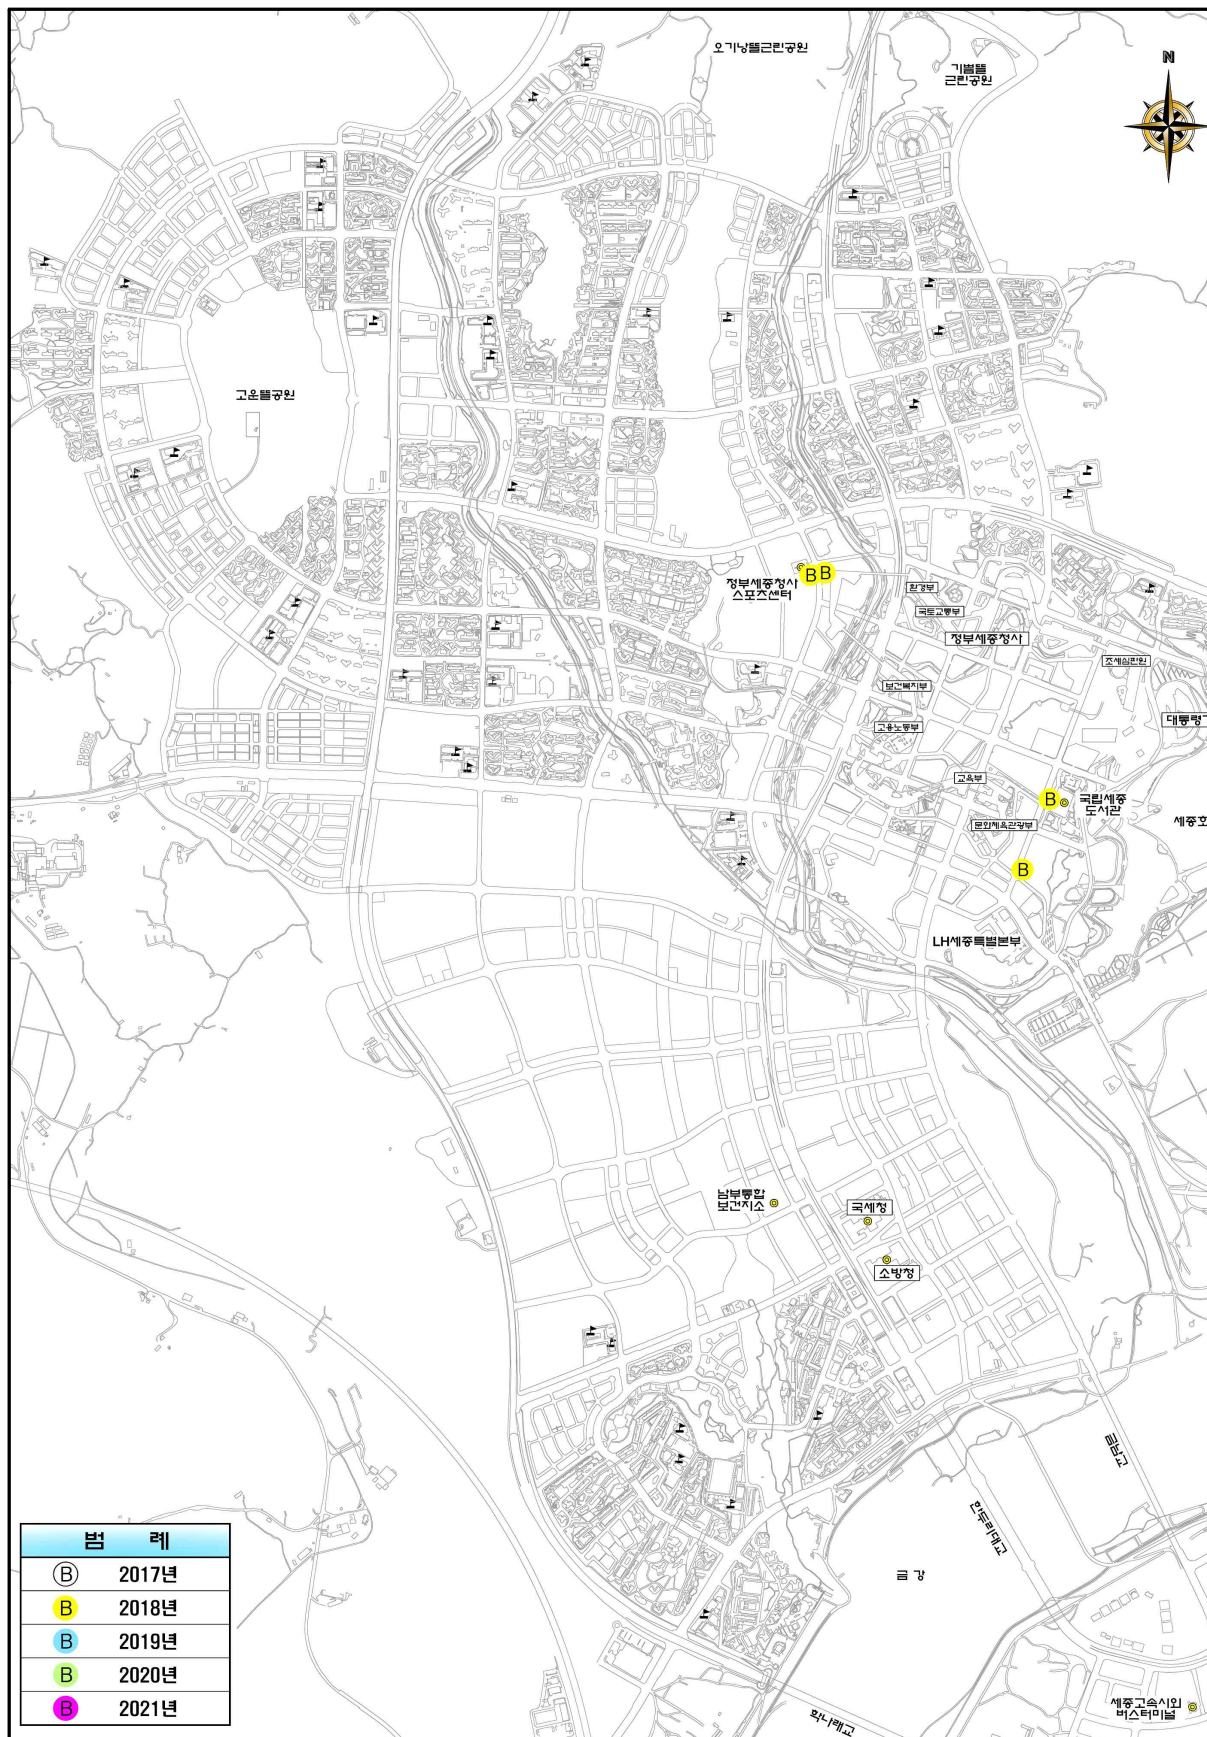 오가낭뜰근린공원
기쁨뜰
근린공원
N
고운뜰공원
정부세종청사
스포츠센터
B B
환경부
국토교통부
정부세종청사
조세심판원
보건복지부
고용노동부
교육부
문화체육관광부
B
국립세종
도서관
B
LH세종특별본부
남부통합
보건지소
국세청
소방청
금남교
한두리대교
금 강
학나래교
세종고속시외
버스터미널
범 례
B 2017년
B 2018년
B 2019년
B 2020년
B 2021년